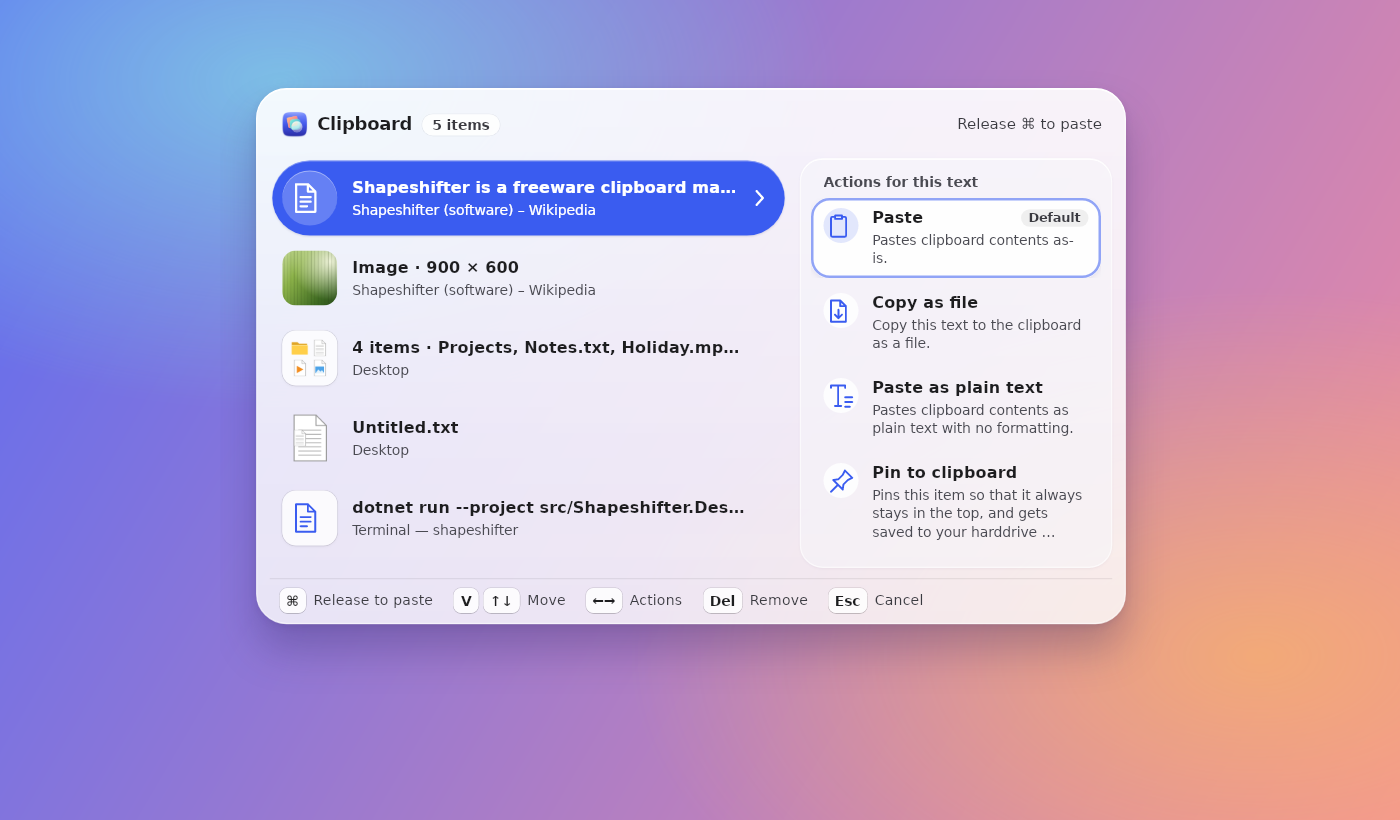 Clipboard
5 items
Release ⌘ to paste
Shapeshifter is a freeware clipboard ma…
Shapeshifter (software) – Wikipedia
Image · 900 × 600
Shapeshifter (software) – Wikipedia
4 items · Projects, Notes.txt, Holiday.mp…
Desktop
Untitled.txt
Desktop
dotnet run --project src/Shapeshifter.Des…
Terminal — shapeshifter
Actions for this text
Paste
Default
Pastes clipboard contents as-
is.
Copy as file
Copy this text to the clipboard
as a file.
Paste as plain text
Pastes clipboard contents as
plain text with no formatting.
Pin to clipboard
Pins this item so that it always
stays in the top, and gets
saved to your harddrive …
⌘ Release to paste V ↑↓ Move ←→ Actions Del Remove Esc Cancel